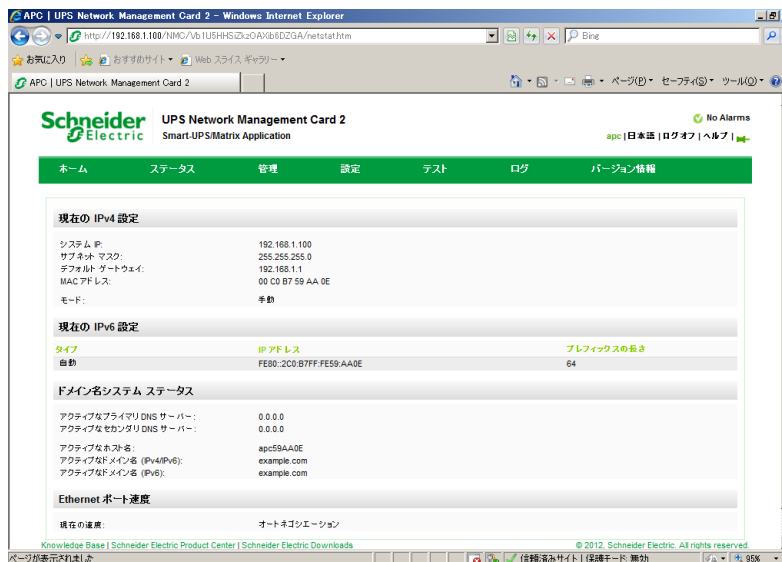 APC | UPS Network Management Card 2 - Windows Internet Explorer
http://192.168.1.100/NMC/Vb1U5HHSiZkzOAXib6DZGA/netstat.htm
Bing
お気に入り おすすめサイト Web スライス ギャラリー
APC | UPS Network Management Card 2
ページ(P) セーフティ(S) ツール(O)
Schneider Electric
UPS Network Management Card 2
Smart-UPS/Matrix Application
No Alarms
apc | 日本語 | ログオフ | ヘルプ |
ホーム ステータス 管理 設定 テスト ログ バージョン情報
現在の IPv4 設定
システム IP: 192.168.1.100
サブネット マスク: 255.255.255.0
デフォルト ゲートウェイ: 192.168.1.1
MAC アドレス: 00 C0 B7 59 AA 0E
モード: 手動
現在の IPv6 設定
タイプ IP アドレス プレフィックスの長さ
自動 FE80::2C0:B7FF:FE59:AA0E 64
ドメイン名システム ステータス
アクティブなプライマリ DNS サーバー: 0.0.0.0
アクティブなセカンダリ DNS サーバー: 0.0.0.0
アクティブなホスト名: apc59AA0E
アクティブなドメイン名 (IPv4/IPv6): example.com
アクティブなドメイン名 (IPv6): example.com
Ethernet ポート速度
現在の速度: オートネゴシエーション
Knowledge Base | Schneider Electric Product Center | Schneider Electric Downloads
© 2012, Schneider Electric. All rights reserved.
ページが表示されました
信頼済みサイト | 保護モード: 無効
95%